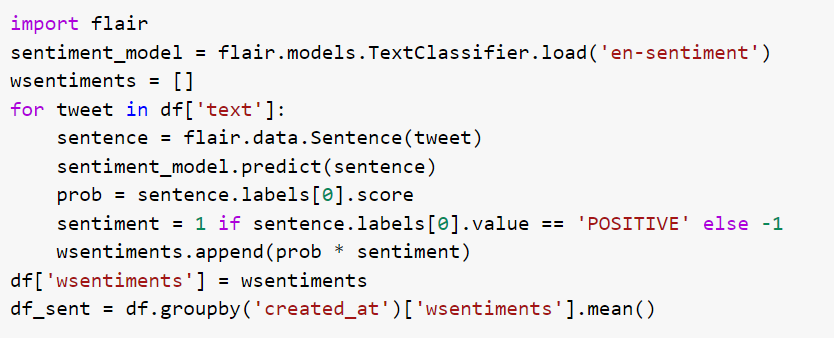 import flair
sentiment_model = flair.models.TextClassifier.load('en-sentiment')
wsentiments = []
for tweet in df['text']:
    sentence = flair.data.Sentence(tweet)
    sentiment_model.predict(sentence)
    prob = sentence.labels[0].score
    sentiment = 1 if sentence.labels[0].value == 'POSITIVE' else -1
    wsentiments.append(prob * sentiment)
df['wsentiments'] = wsentiments
df_sent = df.groupby('created_at')['wsentiments'].mean()